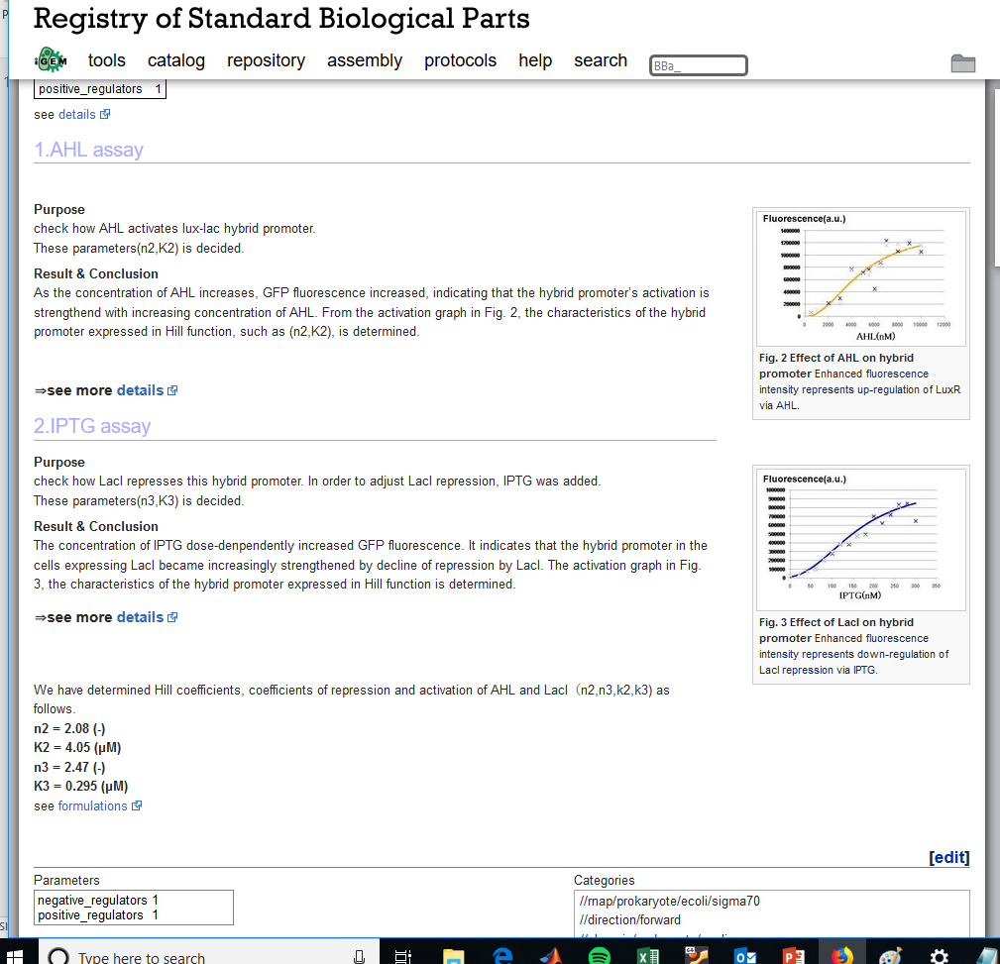 Registry of Standard Biological Parts
iGEM tools catalog repository assembly protocols help search BBa_
positive_regulators 1
see details
1.AHL assay
Purpose
check how AHL activates lux-lac hybrid promoter.
These parameters(n2,K2) is decided.
Result & Conclusion
As the concentration of AHL increases, GFP fluorescence increased, indicating that the hybrid promoter's activation is
strengthend with increasing concentration of AHL. From the activation graph in Fig. 2, the characteristics of the hybrid
promoter expressed in Hill function, such as (n2,K2), is determined.
⇒see more details
Fluorescence(a.u.)
1400000
1200000
1000000
800000
600000
400000
200000
0
0 2000 4000 6000 8000 10000 12000
AHL(nM)
Fig. 2 Effect of AHL on hybrid
promoter Enhanced fluorescence
intensity represents up-regulation of LuxR
via AHL.
2.IPTG assay
Purpose
check how LacI represses this hybrid promoter. In order to adjust LacI repression, IPTG was added.
These parameters(n3,K3) is decided.
Result & Conclusion
The concentration of IPTG dose-denpendently increased GFP fluorescence. It indicates that the hybrid promoter in the
cells expressing LacI became increasingly strengthened by decline of repression by LacI. The activation graph in Fig.
3, the characteristics of the hybrid promoter expressed in Hill function is determined.
⇒see more details
Fluorescence(a.u.)
1000000
900000
800000
700000
600000
500000
400000
300000
200000
100000
0
0 50 100 150 200 250 300 350
IPTG(nM)
Fig. 3 Effect of LacI on hybrid
promoter Enhanced fluorescence
intensity represents down-regulation of
LacI repression via IPTG.
We have determined Hill coefficients, coefficients of repression and activation of AHL and LacI（n2,n3,k2,k3) as
follows.
n2 = 2.08 (-)
K2 = 4.05 (μM)
n3 = 2.47 (-)
K3 = 0.295 (μM)
see formulations
[edit]
Parameters
negative_regulators 1
positive_regulators 1
Categories
//rnap/prokaryote/ecoli/sigma70
//direction/forward
Type here to search